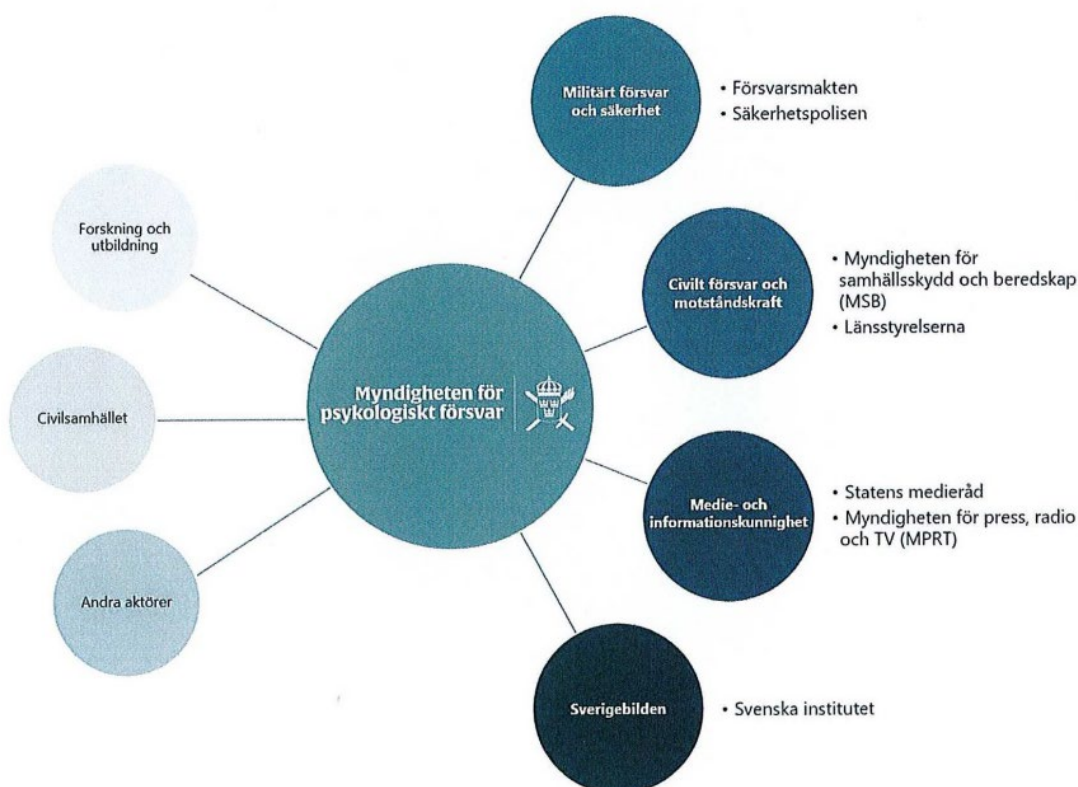 Militärt försvar
och säkerhet
• Försvarsmakten
• Säkerhetspolisen
Forskning och
utbildning
Civilt försvar och
motståndskraft
• Myndigheten för
samhällsskydd och beredskap
(MSB)
• Länsstyrelserna
Myndigheten för
psykologiskt försvar
Civilsamhället
Medie- och
informationskunnighet
• Statens medieråd
• Myndigheten för press, radio
och TV (MPRT)
Andra aktörer
Sverigebilden
• Svenska institutet